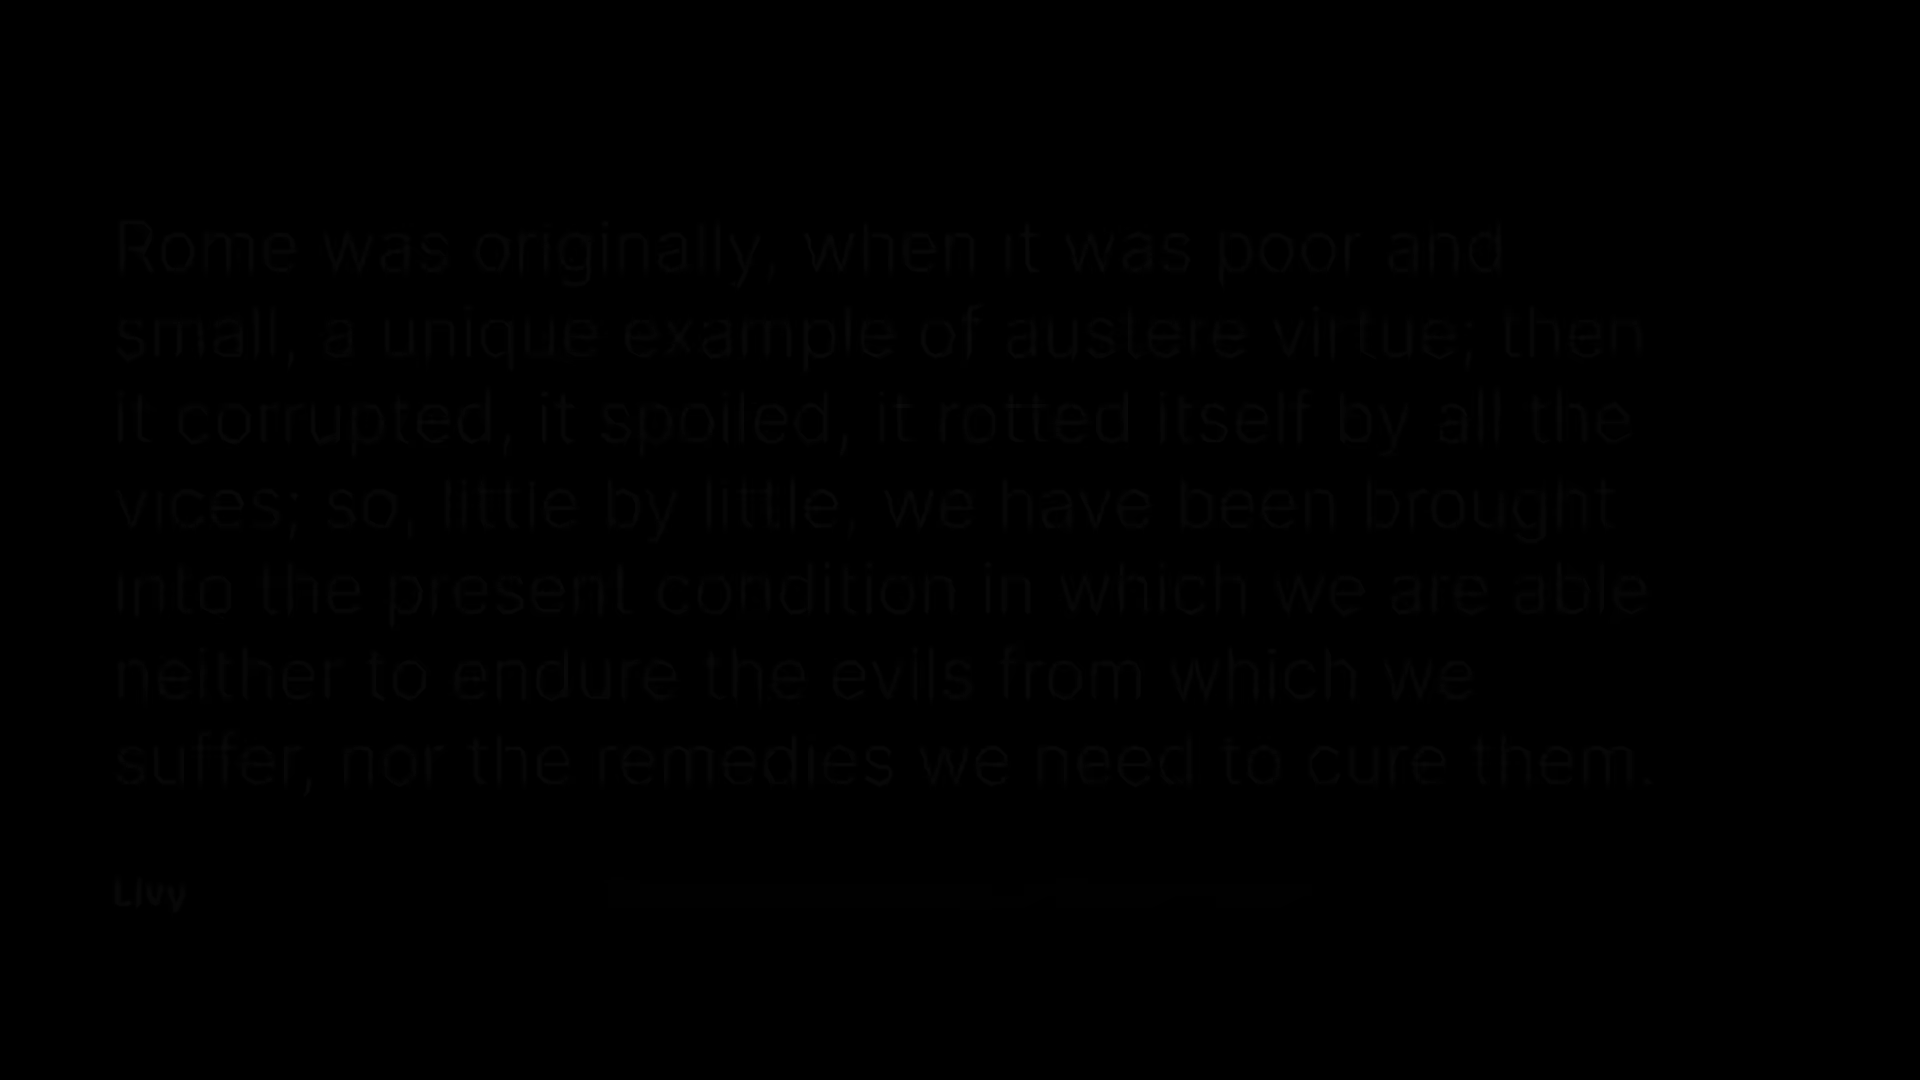 Rome was originally, when it was poor and
small, a unique example of austere virtue; then
it corrupted, it spoiled, it rotted itself by all the
vices; so, little by little, we have been brought
into the present condition in which we are able
neither to endure the evils from which we
suffer, nor the remedies we need to cure them.
Livy